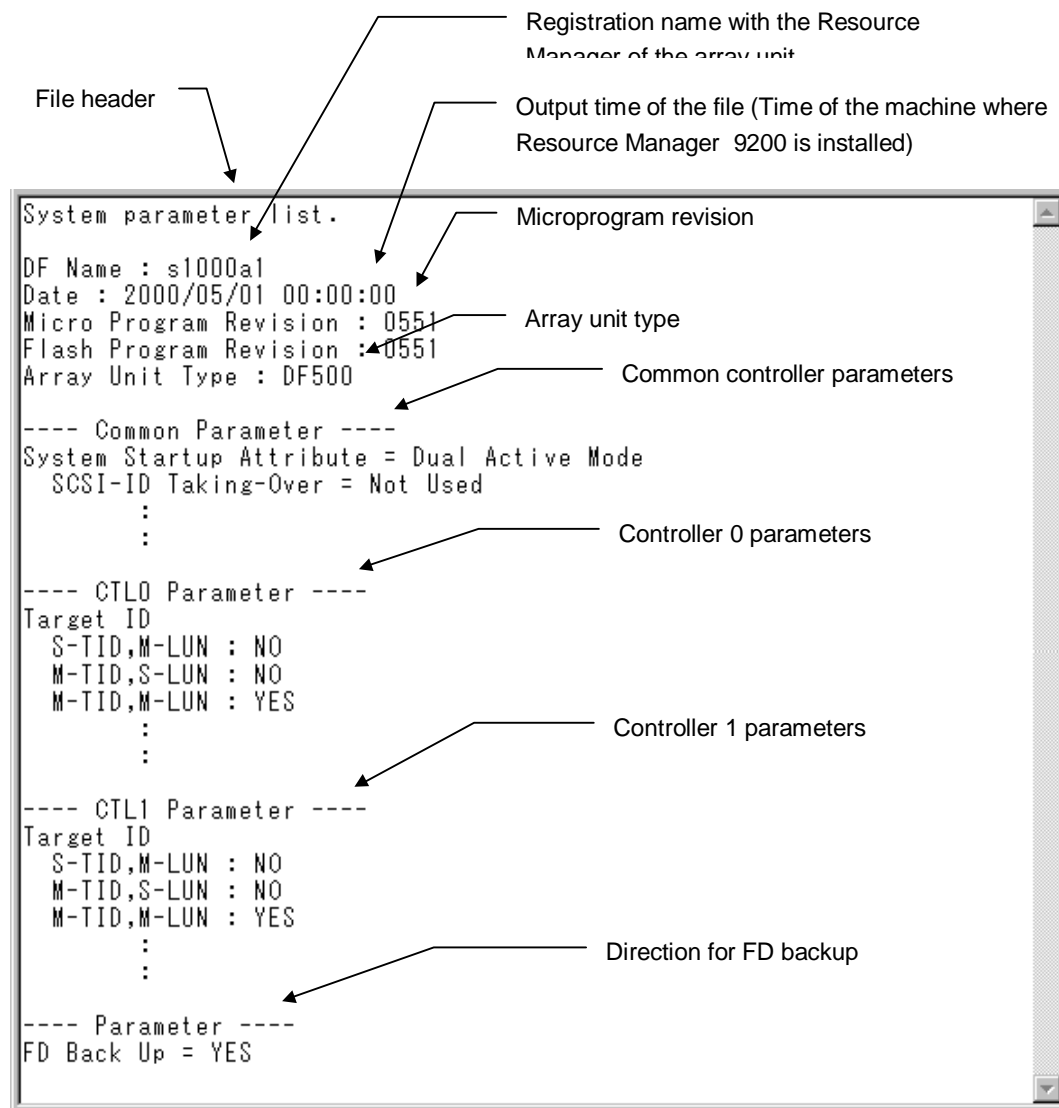 Registration name with the Resource
Manager of the array unit
File header
Output time of the file (Time of the machine where
Resource Manager 9200 is installed)
System parameter list.
Microprogram revision
DF Name : s1000a1
Date : 2000/05/01 00:00:00
Micro Program Revision : 0551
Array unit type
Flash Program Revision : 0551
Array Unit Type : DF500
Common controller parameters
---- Common Parameter ----
System Startup Attribute = Dual Active Mode
SCSI-ID Taking-Over = Not Used
:
:
Controller 0 parameters
---- CTL0 Parameter ----
Target ID
S-TID,M-LUN : NO
M-TID,S-LUN : NO
M-TID,M-LUN : YES
:
:
Controller 1 parameters
---- CTL1 Parameter ----
Target ID
S-TID,M-LUN : NO
M-TID,S-LUN : NO
M-TID,M-LUN : YES
:
:
Direction for FD backup
---- Parameter ----
FD Back Up = YES